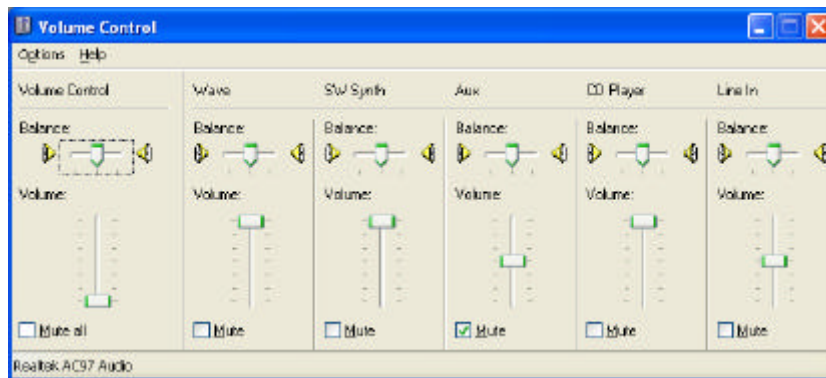 Volume Control
Options Help
Volume Control Wave SW Synth Aux CD Player Line In
Balance: Balance: Balance: Balance: Balance: Balance:
Volume: Volume: Volume: Volume: Volume: Volume:
Mute all Mute Mute Mute Mute Mute
Realtek AC97 Audio